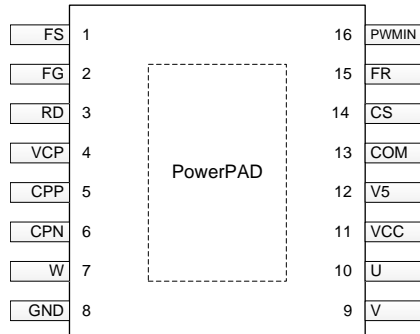 FS 1 16 PWMIN
FG 2 15 FR
RD 3 14 CS
VCP 4 13 COM
PowerPAD
CPP 5 12 V5
CPN 6 11 VCC
W 7 10 U
GND 8 9 V